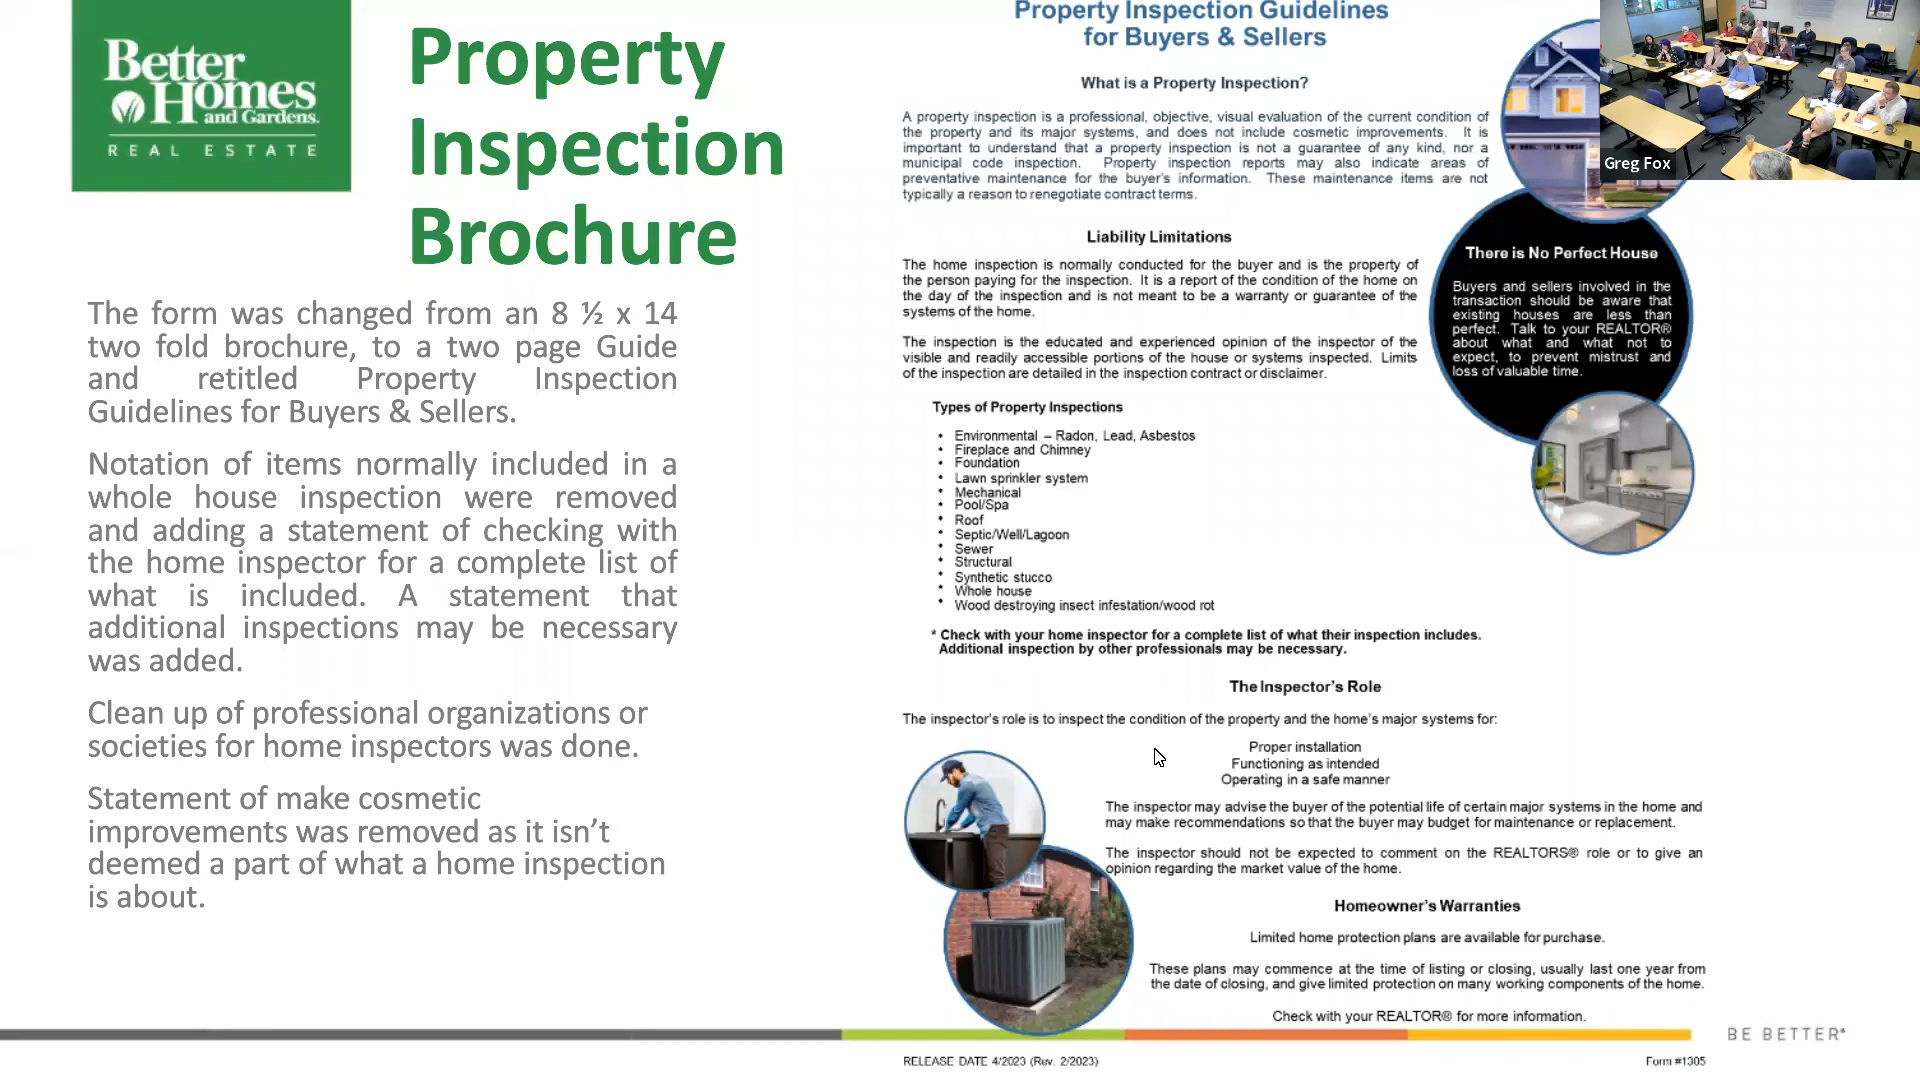 Better
Homes
and Gardens.
REAL ESTATE
Property
Inspection
Brochure
The form was changed from an 8 ½ x 14
two fold brochure, to a two page Guide
and retitled Property Inspection
Guidelines for Buyers & Sellers.
Notation of items normally included in a
whole house inspection were removed
and adding a statement of checking with
the home inspector for a complete list of
what is included. A statement that
additional inspections may be necessary
was added.
Clean up of professional organizations or
societies for home inspectors was done.
Statement of make cosmetic
improvements was removed as it isn’t
deemed a part of what a home inspection
is about.
Property Inspection Guidelines
for Buyers & Sellers
What is a Property Inspection?
A property inspection is a professional, objective, visual evaluation of the current condition of
the property and its major systems, and does not include cosmetic improvements. It is
important to understand that a property inspection is not a guarantee of any kind, nor a
municipal code inspection. Property inspection reports may also indicate areas of
preventative maintenance for the buyer's information. These maintenance items are not
typically a reason to renegotiate contract terms.
Liability Limitations
The home inspection is normally conducted for the buyer and is the property of
the person paying for the inspection. It is a report of the condition of the home on
the day of the inspection and is not meant to be a warranty or guarantee of the
systems of the home.
The inspection is the educated and experienced opinion of the inspector of the
visible and readily accessible portions of the house or systems inspected. Limits
of the inspection are detailed in the inspection contract or disclaimer.
There is No Perfect House
Buyers and sellers involved in the
transaction should be aware that
existing houses are less than
perfect. Talk to your REALTOR®
about what and what not to
expect, to prevent mistrust and
loss of valuable time.
Types of Property Inspections
• Environmental – Radon, Lead, Asbestos
• Fireplace and Chimney
• Foundation
• Lawn sprinkler system
• Mechanical
• Pool/Spa
• Roof
• Septic/Well/Lagoon
• Sewer
• Structural
• Synthetic stucco
• Whole house
• Wood destroying insect infestation/wood rot
* Check with your home inspector for a complete list of what their inspection includes.
Additional inspection by other professionals may be necessary.
The Inspector's Role
The inspector's role is to inspect the condition of the property and the home's major systems for:
Proper installation
Functioning as intended
Operating in a safe manner
The inspector may advise the buyer of the potential life of certain major systems in the home and
may make recommendations so that the buyer may budget for maintenance or replacement.
The inspector should not be expected to comment on the REALTORS® role or to give an
opinion regarding the market value of the home.
Homeowner's Warranties
Limited home protection plans are available for purchase.
These plans may commence at the time of listing or closing, usually last one year from
the date of closing, and give limited protection on many working components of the home.
Check with your REALTOR® for more information.
RELEASE DATE 4/2023 (Rev. 2/2023)
Form #1305
BE BETTER®
Greg Fox